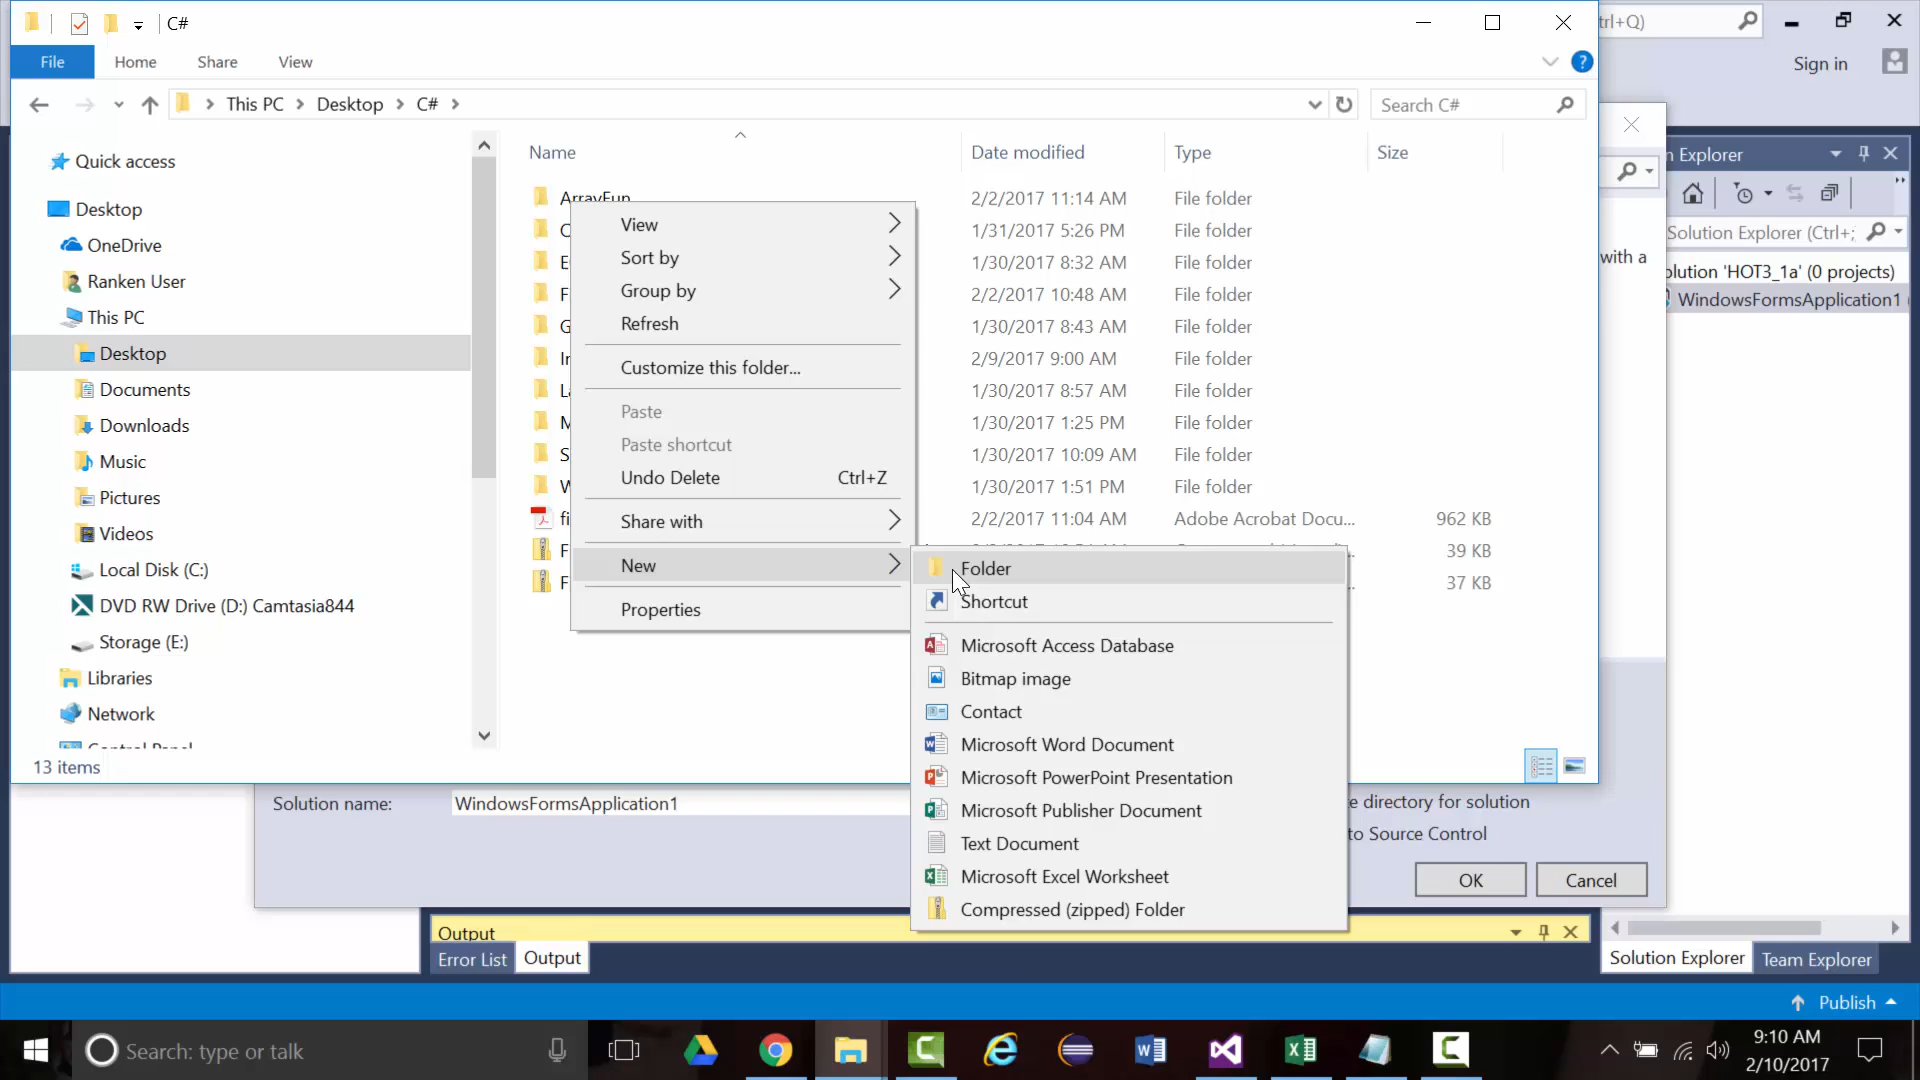 C#
File Home Share View
This PC Desktop C#
Search C#
trl+Q)
Sign in
Name Date modified Type Size
Quick access
Desktop
OneDrive
Ranken User
This PC
Desktop
Documents
Downloads
Music
Pictures
Videos
Local Disk (C:)
DVD RW Drive (D:) Camtasia844
Storage (E:)
Libraries
Network
Control Panel
13 items
ArrayFun 2/2/2017 11:14 AM File folder
C 1/31/2017 5:26 PM File folder
E 1/30/2017 8:32 AM File folder
F 2/2/2017 10:48 AM File folder
G 1/30/2017 8:43 AM File folder
Ir 2/9/2017 9:00 AM File folder
La 1/30/2017 8:57 AM File folder
M 1/30/2017 1:25 PM File folder
S 1/30/2017 10:09 AM File folder
W 1/30/2017 1:51 PM File folder
fi 2/2/2017 11:04 AM Adobe Acrobat Docu... 962 KB
F 39 KB
F 37 KB
View
Sort by
Group by
Refresh
Customize this folder...
Paste
Paste shortcut
Undo Delete Ctrl+Z
Share with
New
Properties
Folder
Shortcut
Microsoft Access Database
Bitmap image
Contact
Microsoft Word Document
Microsoft PowerPoint Presentation
Microsoft Publisher Document
Text Document
Microsoft Excel Worksheet
Compressed (zipped) Folder
n Explorer
Solution Explorer (Ctrl+;
with a
olution 'HOT3_1a' (0 projects)
WindowsFormsApplication1
Solution name: WindowsFormsApplication1
e directory for solution
to Source Control
OK Cancel
Output
Error List Output
Solution Explorer Team Explorer
Publish
Search: type or talk
9:10 AM
2/10/2017